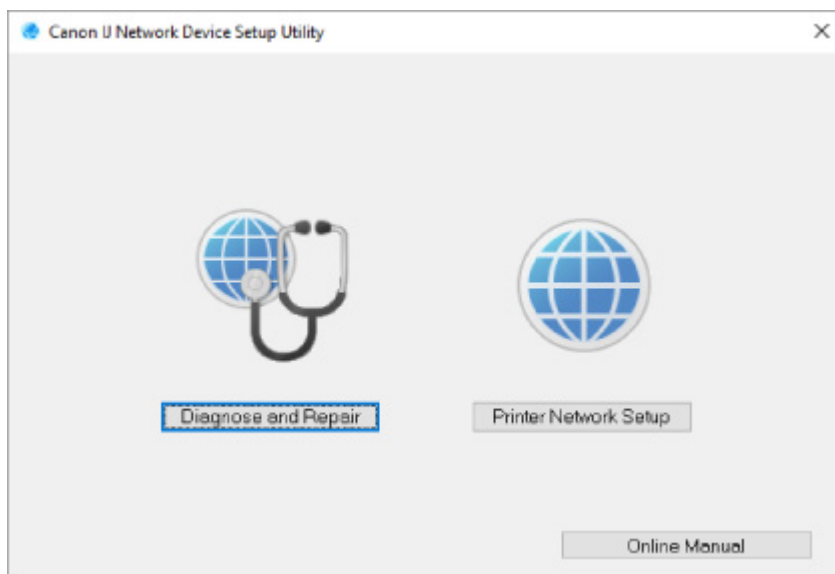 Canon IJ Network Device Setup Utility
Diagnose and Repair
Printer Network Setup
Online Manual